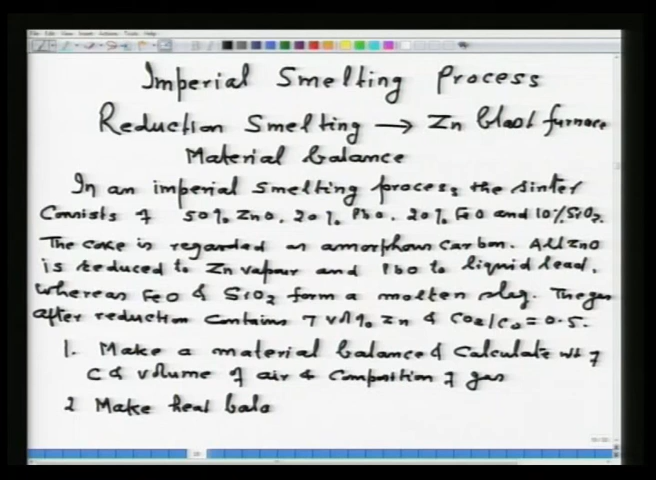 Imperial Smelting Process
Reduction Smelting → Zn blast furnace
Material balance
In an imperial smelting process, the sinter
Consists of 50% ZnO, 20% PbO, 20% FeO and 10% SiO2.
The coke is regarded as amorphous carbon. All ZnO
is reduced to Zn vapour and PbO to liquid lead,
whereas FeO & SiO2 form a molten slag. The gas
after reduction contains 7 vol% Zn & CO2/CO = 0.5.
1. Make a material balance & Calculate wt of
C & volume of air & Compostion of gas
2 Make heat bala